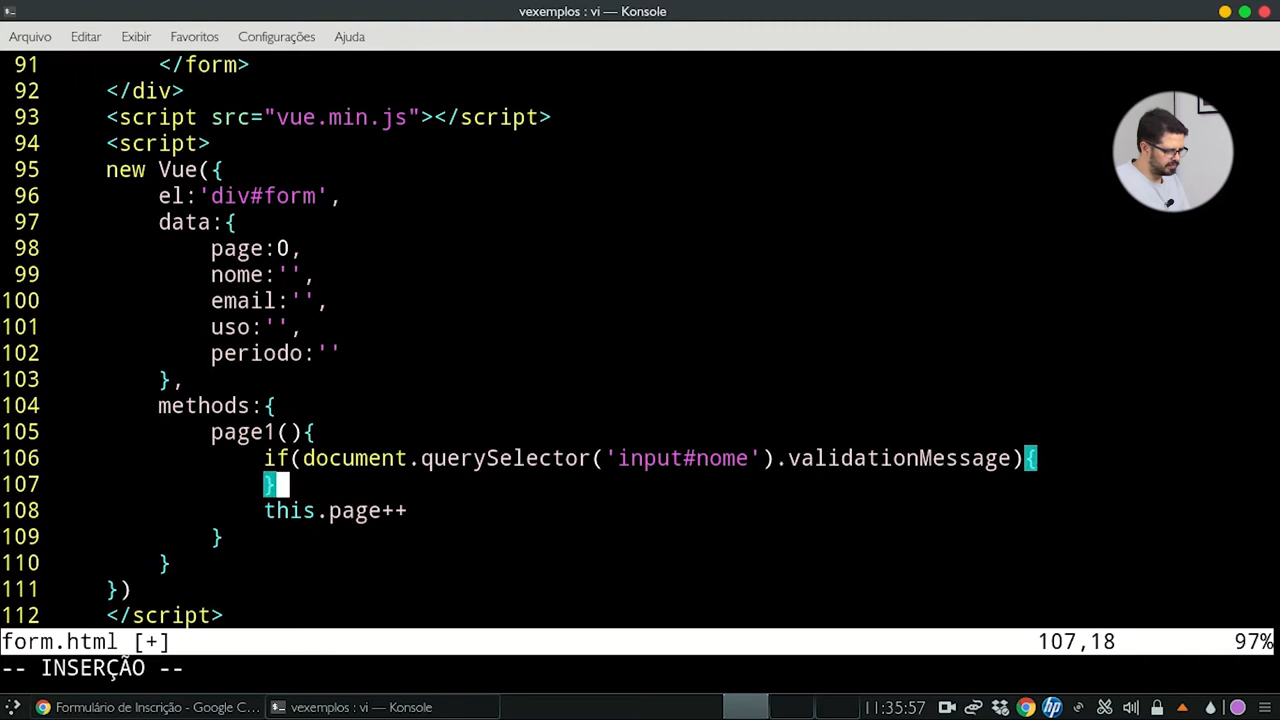 vexemplos : vi — Konsole
Arquivo Editar Exibir Favoritos Configurações Ajuda
91 </form>
92 </div>
93 <script src="vue.min.js"></script>
94 <script>
95 new Vue({
96 el:'div#form',
97 data:{
98 page:0,
99 nome:'',
100 email:'',
101 uso:'',
102 periodo:''
103 },
104 methods:{
105 page1(){
106 if(document.querySelector('input#nome').validationMessage){
107 }
108 this.page++
109 }
110 }
111 })
112 </script>
form.html [+] 107,18 97%
-- INSERÇÃO --
Formulário de Inscrição - Google C... vexemplos : vi — Konsole 11:35:57